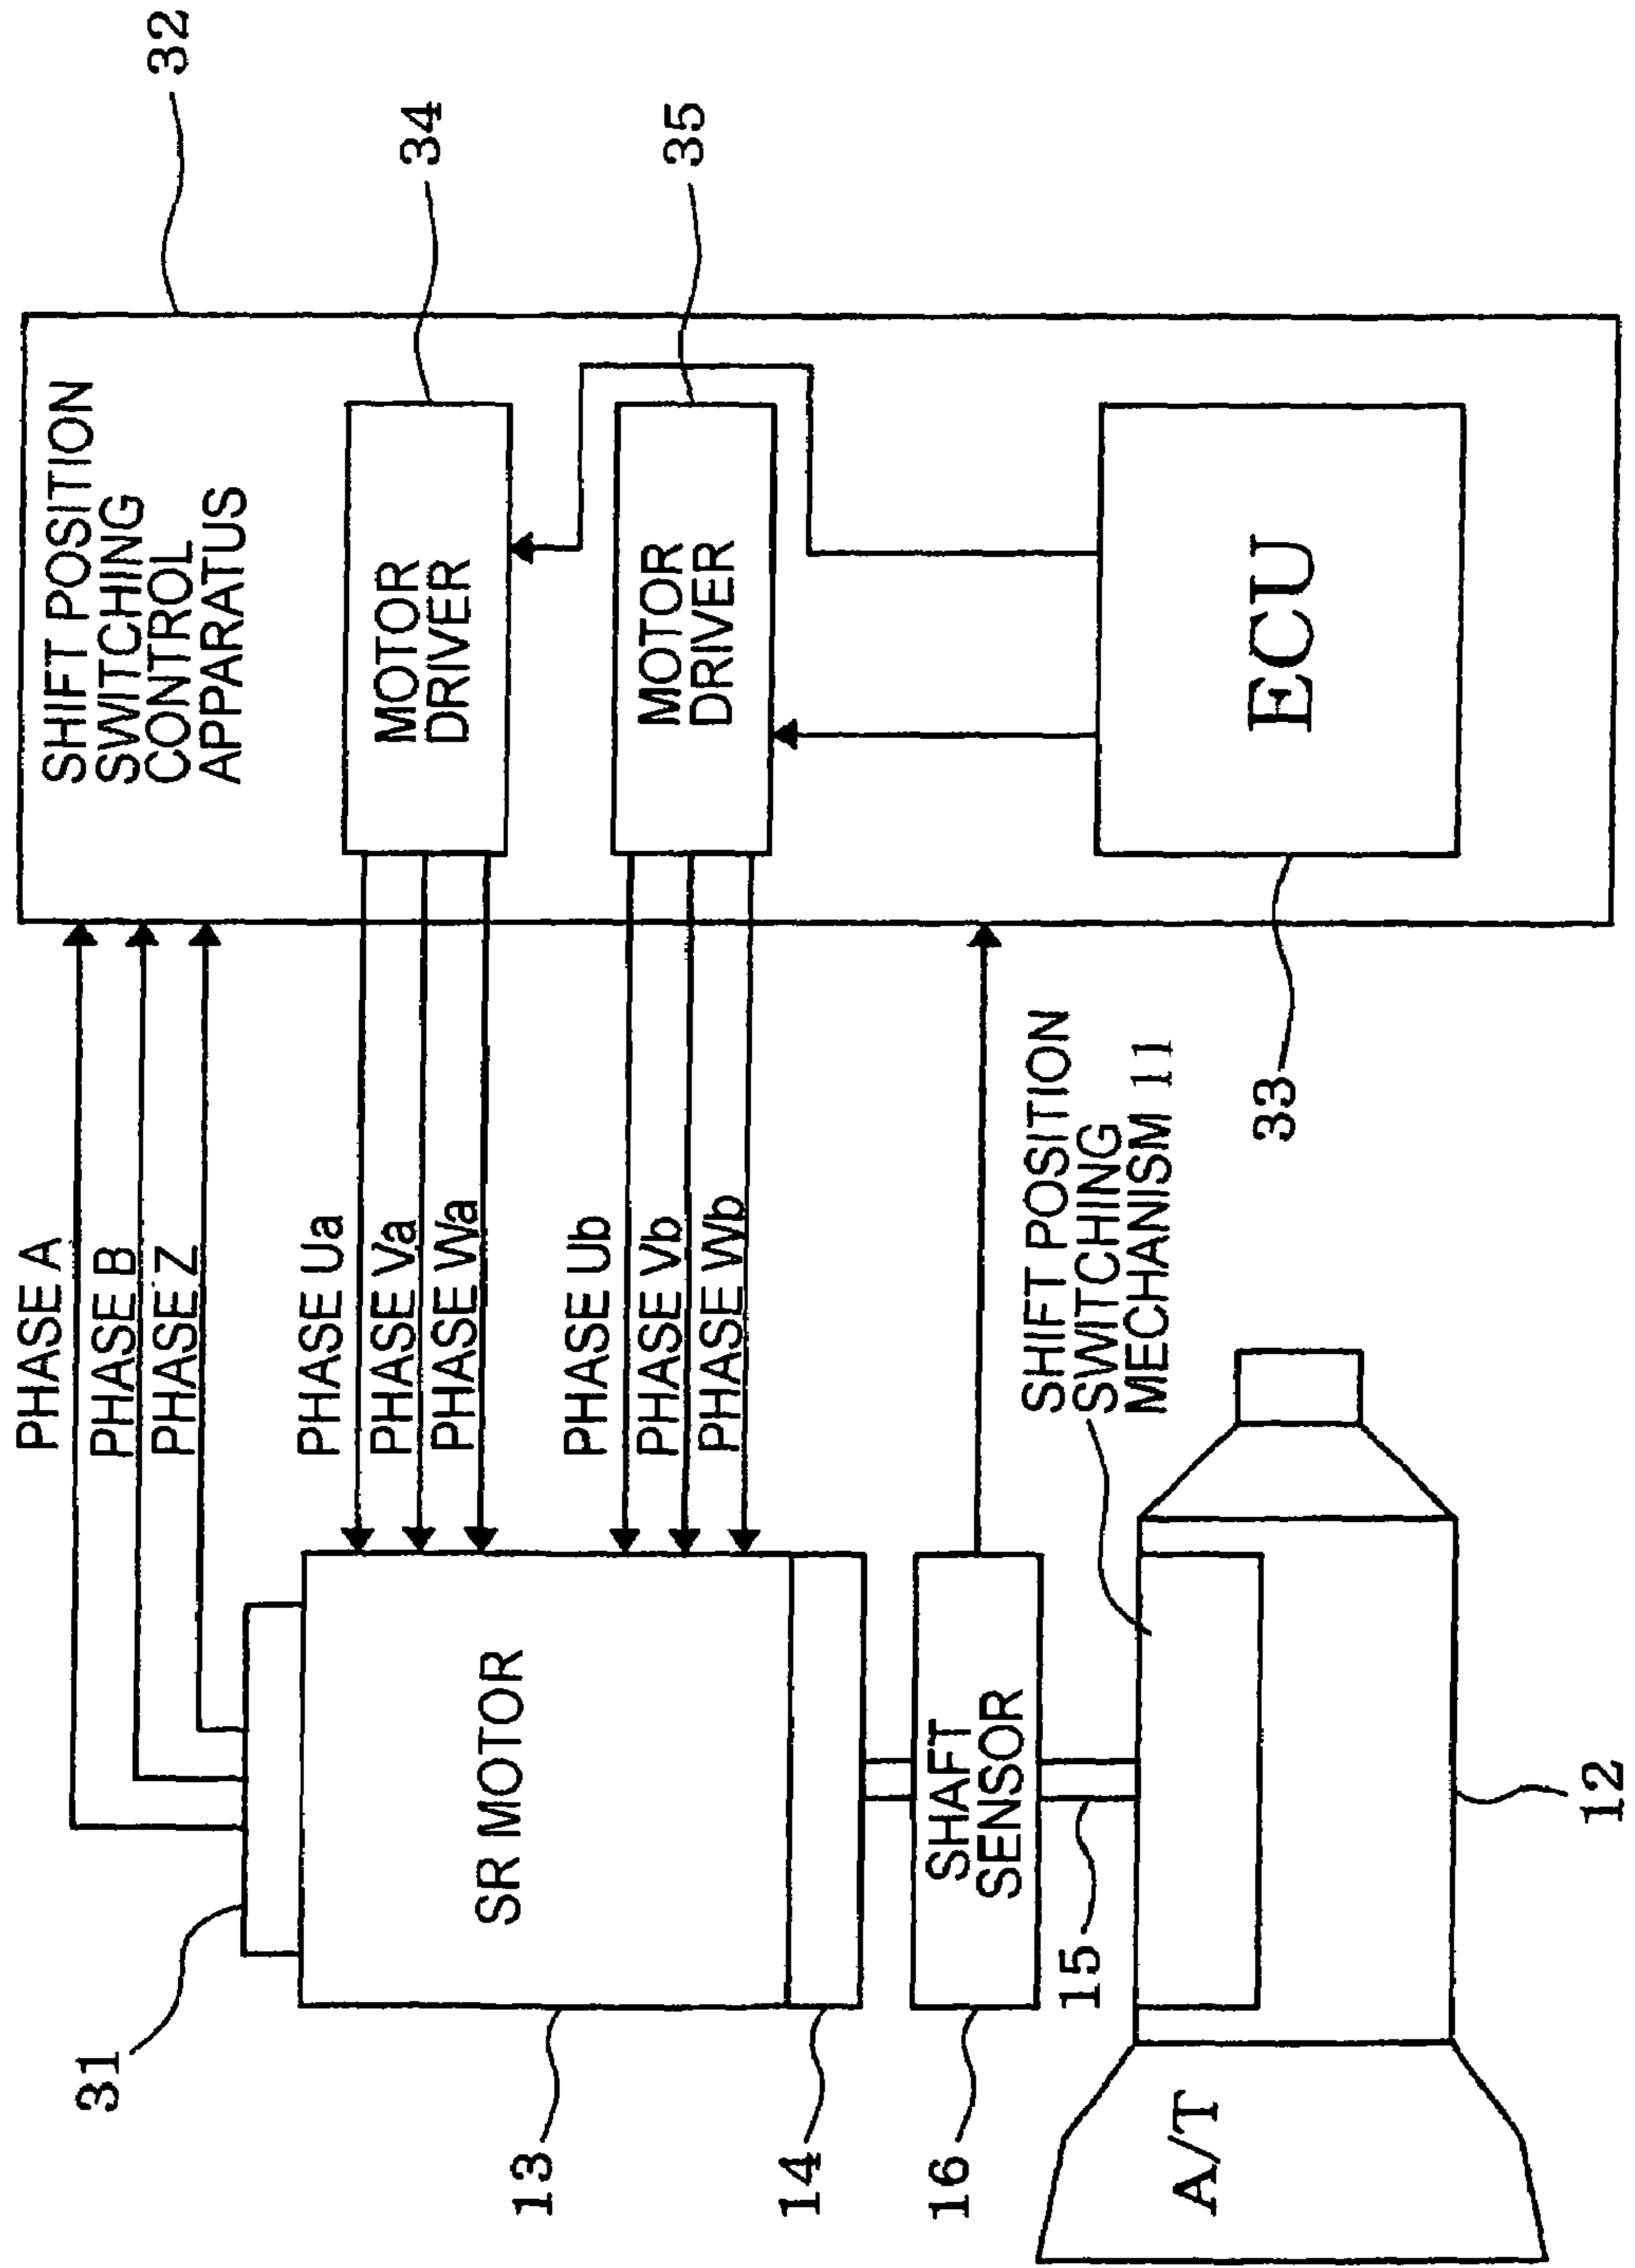 32
34
35
SHIFT POSITION
SWITCHING
CONTROL
APPARATUS
MOTOR
DRIVER
MOTOR
DRIVER
ECU
33
PHASE A
PHASE B
PHASE Z
PHASE Ua
PHASE Va
PHASE Wa
PHASE Ub
PHASE Vb
PHASE Wb
SHIFT POSITION
SWITCHING
MECHANISM 11
31
SR MOTOR
SHAFT
SENSOR
13
14
16
15
12
A/T